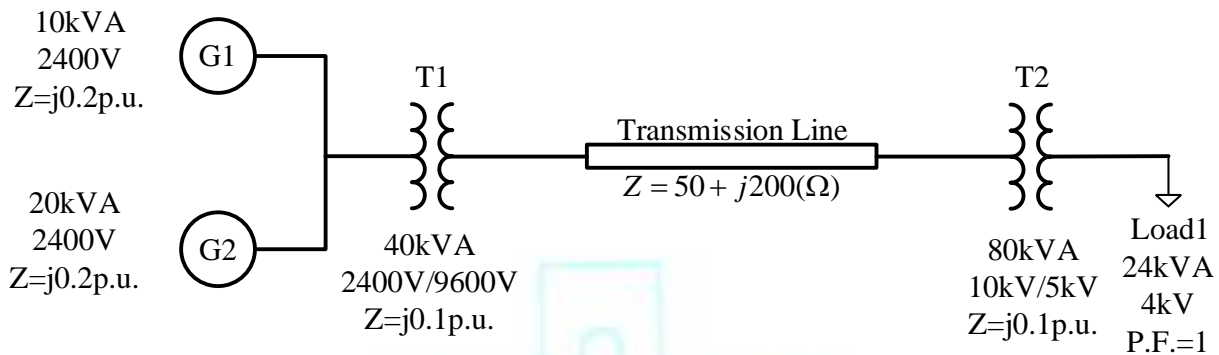 10kVA
2400V
Z=j0.2p.u.
G1
20kVA
2400V
Z=j0.2p.u.
G2
T1
40kVA
2400V/9600V
Z=j0.1p.u.
Transmission Line
Z = 50 + j200(Ω)
T2
80kVA
10kV/5kV
Z=j0.1p.u.
Load1
24kVA
4kV
P.F.=1